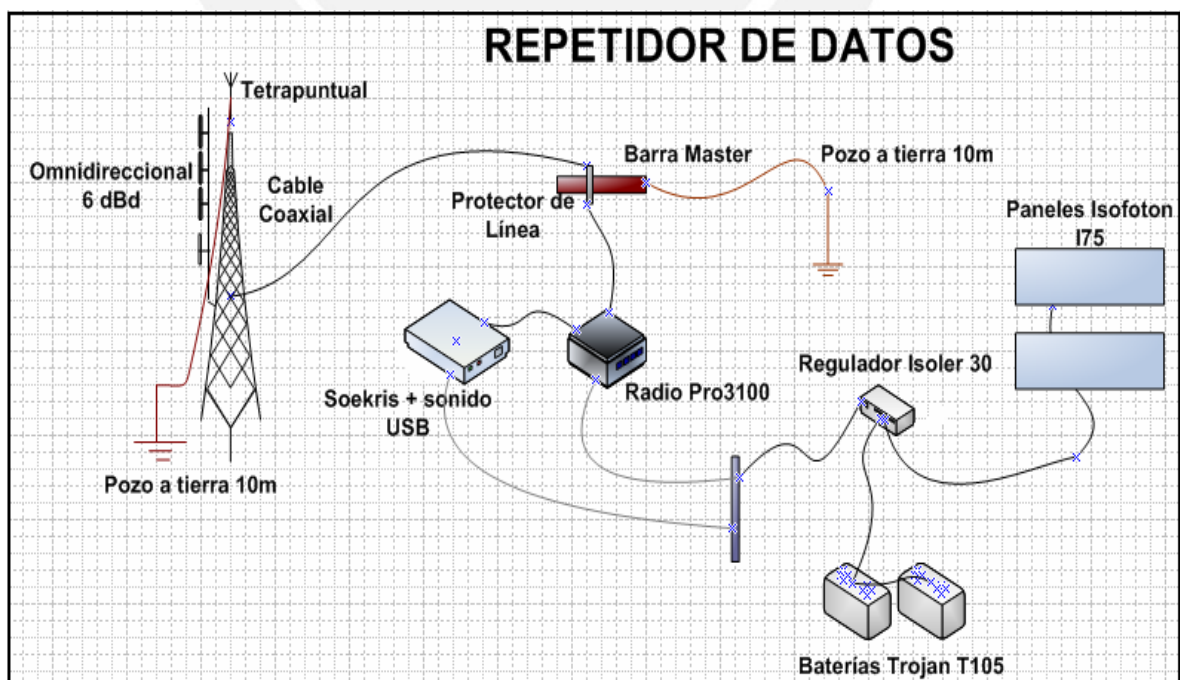 REPETIDOR DE DATOS
Tetrapuntual
Omnidireccional
6 dBd
Cable
Coaxial
Barra Master
Pozo a tierra 10m
Protector de
Línea
Paneles Isofoton
I75
Regulador Isoler 30
Soekris + sonido
USB
Radio Pro3100
Pozo a tierra 10m
Baterías Trojan T105